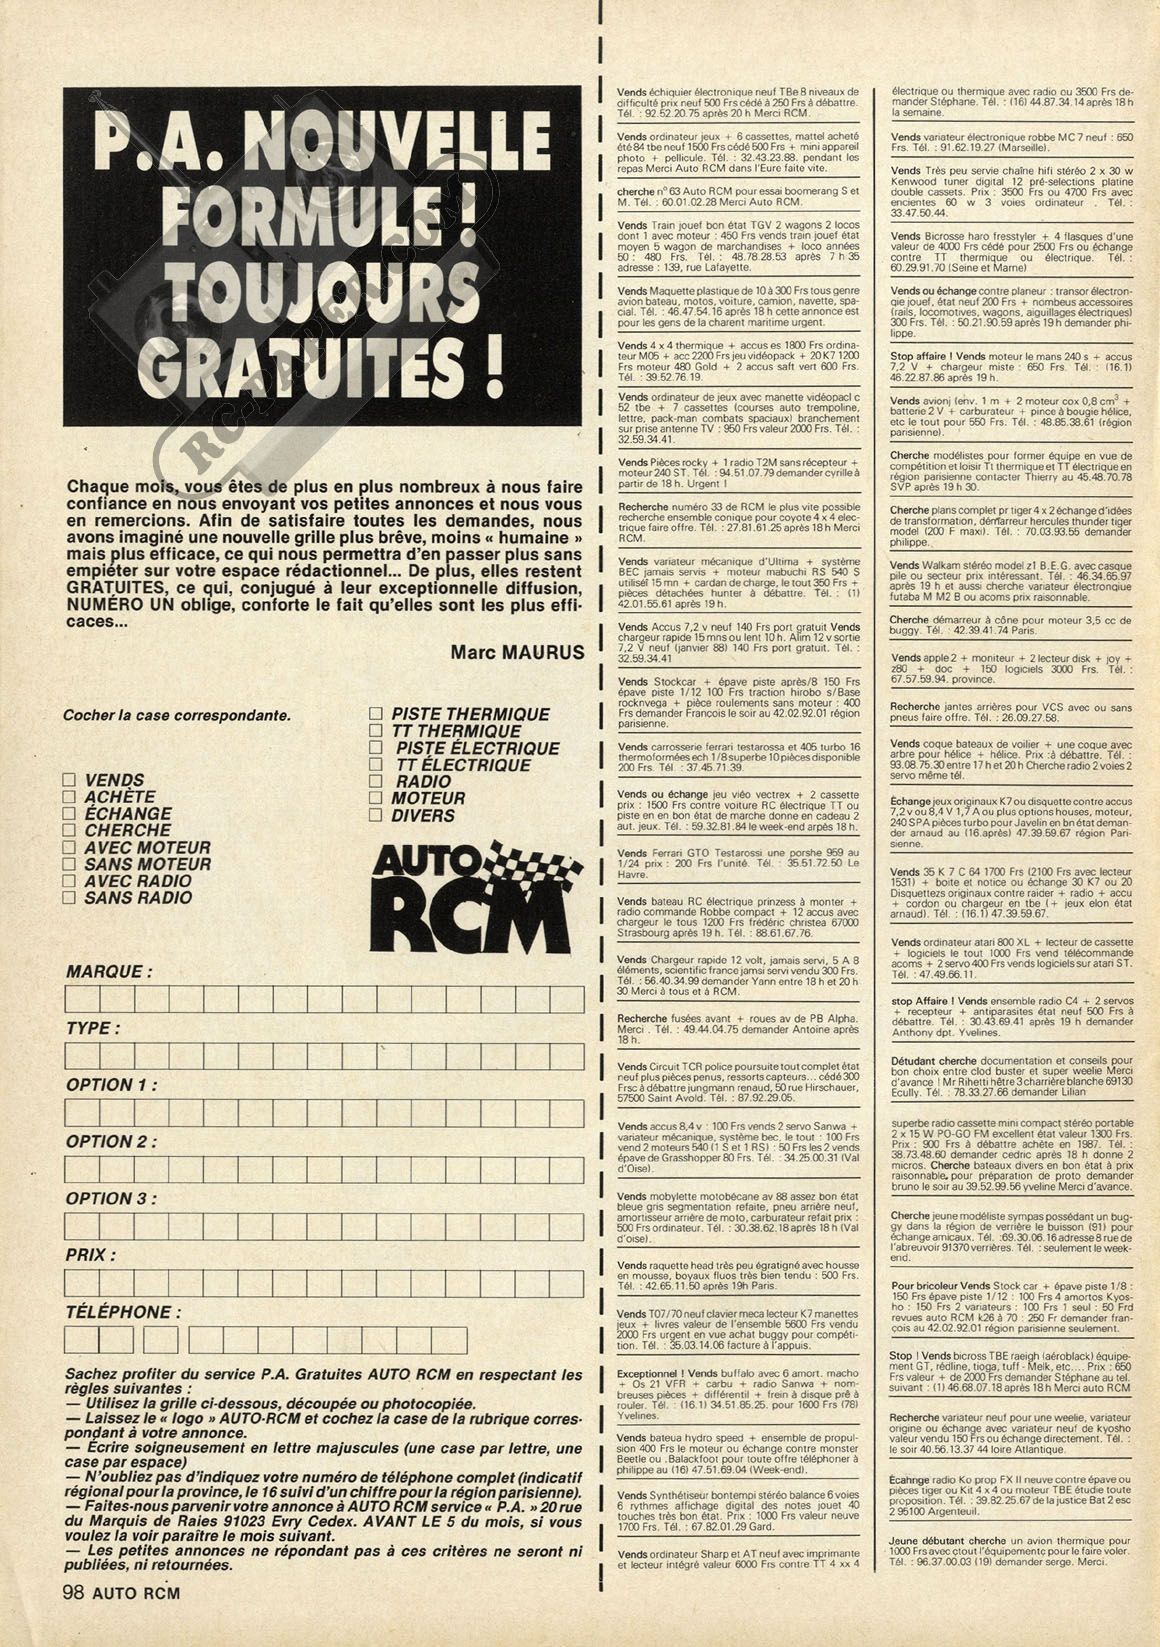 P.A. NOUVELLE
FORMULE !
TOUJOURS
GRATUITES !
RC-PAPER.COM
Chaque mois, vous êtes de plus en plus nombreux à nous faire
confiance en nous envoyant vos petites annonces et nous vous
en remercions. Afin de satisfaire toutes les demandes, nous
avons imaginé une nouvelle grille plus brêve, moins « humaine »
mais plus efficace, ce qui nous permettra d'en passer plus sans
empiéter sur votre espace rédactionnel... De plus, elles restent
GRATUITES, ce qui, conjugué à leur exceptionnelle diffusion,
NUMÉRO UN oblige, conforte le fait qu'elles sont les plus effi-
caces...
Marc MAURUS
Cocher la case correspondante.
VENDS
ACHÈTE
ÉCHANGE
CHERCHE
AVEC MOTEUR
SANS MOTEUR
AVEC RADIO
SANS RADIO
PISTE THERMIQUE
TT THERMIQUE
PISTE ÉLECTRIQUE
TT ÉLECTRIQUE
RADIO
MOTEUR
DIVERS
AUTO
RCM
MARQUE :
TYPE :
OPTION 1 :
OPTION 2 :
OPTION 3 :
PRIX :
TÉLÉPHONE :
Sachez profiter du service P.A. Gratuites AUTO RCM en respectant les
règles suivantes :
— Utilisez la grille ci-dessous, découpée ou photocopiée.
— Laissez le « logo » AUTO-RCM et cochez la case de la rubrique corres-
pondant à votre annonce.
— Écrire soigneusement en lettre majuscules (une case par lettre, une
case par espace)
— N'oubliez pas d'indiquez votre numéro de téléphone complet (indicatif
régional pour la province, le 16 suivi d'un chiffre pour la région parisienne).
— Faites-nous parvenir votre annonce à AUTO RCM service « P.A. » 20 rue
du Marquis de Raies 91023 Evry Cedex. AVANT LE 5 du mois, si vous
voulez la voir paraître le mois suivant.
— Les petites annonces ne répondant pas à ces critères ne seront ni
publiées, ni retournées.
98 AUTO RCM
Vends échiquier électronique neuf TBe 8 niveaux de
difficulté prix neuf 500 Frs cédé à 250 Frs à débattre.
Tél. : 92.52.20.75 après 20 h Merci RCM.
Vends ordinateur jeux + 6 cassettes, mattel acheté
été 84 tbe neuf 1500 Frs cédé 500 Frs + mini appareil
photo + pellicule. Tél. : 32.43.23.88. pendant les
repas Merci Auto RCM dans l'Eure faite vite.
cherche n° 63 Auto RCM pour essai boomerang S et
M. Tél. : 60.01.02.28 Merci Auto RCM.
Vends Train jouef bon état TGV 2 wagons 2 locos
dont 1 avec moteur : 450 Frs vends train jouef état
moyen 5 wagon de marchandises + loco années
50 : 480 Frs. Tél. : 48.78.28.53 après 7 h 35
adresse : 139, rue Lafayette.
Vends Maquette plastique de 10 à 300 Frs tous genre
avion bateau, motos, voiture, camion, navette, spa-
cial. Tél. : 46.47.54.16 après 18 h cette annonce est
pour les gens de la charent maritime urgent.
Vends 4 x 4 thermique + accus es 1800 Frs ordina-
teur M05 + acc 2200 Frs jeu vidéopack + 20 K7 1200
Frs moteur 480 Gold + 2 accus saft vert 600 Frs.
Tél. : 39.52.76.19.
Vends ordinateur de jeux avec manette vidéopacl c
52 tbe + 7 cassettes (courses auto trempoline,
lettre, pack-man combats spaciaux) branchement
sur prise antenne TV : 950 Frs valeur 2000 Frs. Tél. :
32.59.34.41.
Vends Pièces rocky + 1 radio T2M sans récepteur +
moteur 240 ST. Tél. : 94.51.07.79 demander cyrille à
partir de 18 h. Urgent !
Recherche numéro 33 de RCM le plus vite possible
recherche ensemble conique pour coyote 4 x 4 élec-
trique faire offre. Tél. : 27.81.61.25 après 18 h Merci
RCM.
Vends variateur mécanique d'Ultima + système
BEC jamais servis + moteur mabuchi RS 540 S
utiliséf 15 mn + cardan de charge, le tout 350 Frs +
pièces détachées hunter à débattre. Tél. : (1)
42.01.55.61 après 19 h.
Vends Accus 7,2 v neuf 140 Frs port gratuit Vends
chargeur rapide 15 mns ou lent 10 h. Alim 12 v sortie
7,2 V neuf (janvier 88) 140 Frs port gratuit. Tél. :
32.59.34.41
Vends Stockcar + épave piste après/8 150 Frs
épave piste 1/12 100 Frs traction hirobo s/Base
rocknvega + pièce roulements sans moteur : 400
Frs demander Francois le soir au 42.02.92.01 région
parisienne.
Vends carrosserie ferrari testarossa et 405 turbo 16
thermoformées ech 1/8 superbe 10 pièces disponible
200 Frs. Tél. : 37.45.71.39.
Vends ou échange jeu viéo vectrex + 2 cassette
prix : 1500 Frs contre voiture RC électrique TT ou
piste en en bon état de marche donne en cadeau 2
aut. jeux. Tél. : 59.32.81.84 le week-end arpès 18 h.
Vends Ferrari GTO Testarossi une porshe 959 au
1/24 prix : 200 Frs l'unité. Tél. : 35.51.72.50 Le
Havre.
Vends bateau RC électrique prinzess à monter +
radio commande Robbe compact + 12 accus avec
chargeur le tous 1200 Frs frédéric christea 67000
Strasbourg après 19 h. Tél. : 88.61.67.76.
Vends Chargeur rapide 12 volt, jamais servi, 5 A 8
éléments, scientific france jamsi servi vendu 300 Frs.
Tél. : 56.40.34.99 demander Yann entre 18 h et 20 h
30 Merci à tous et à RCM.
Recherche fusées avant + roues av de PB Alpha.
Merci . Tél. : 49.44.04.75 demander Antoine après
18 h.
Vends Circuit TCR police poursuite tout complet état
neuf plus pièces penus, ressorts capteurs... cédé 300
Frsc à débattre jungmann renaud, 50 rue Hirschauer,
57500 Saint Avold. Tél. : 87.92.29.05.
Vends accus 8,4 v : 100 Frs vends 2 servo Sanwa +
variateur mécanique, système bec, le tout : 100 Frs
vend 2 moteurs 540 (1 S et 1 RS) : 50 Frs les 2 vends
épave de Grasshopper 80 Frs. Tél. : 34.25.00.31 (Val
d'Oise).
Vends mobylette motobécane av 88 assez bon état
bleue gris segmentation refaite, pneu arrière neuf,
amortisseur arrière de moto, carburateur refait prix :
500 Frs ordinateur. Tél. : 30.38.62.18 après 18 h (Val
d'oise).
Vends raquette head très peu égratigné avec housse
en mousse, boyaux fluos très bien tendu : 500 Frs.
Tél. : 42.65.11.50 après 19h Paris.
Vends T07/70 neuf clavier meca lecteur K7 manettes
jeux + livres valeur de l'ensemble 5600 Frs vendu
2000 Frs urgent en vue achat buggy pour compéti-
tion. Tél. : 35.03.14.06 facture à l'appuis.
Exceptionnel ! Vends buffalo avec 6 amort. macho
+ Os 21 VFR + carbu + radio Sanwa + nom-
breuses pièces + différentil + frein à disque prê à
rouler. Tél. : (16.1) 34.51.85.25. pour 1600 Frs (78)
Yvelines.
Vends bateua hydro speed + ensemble de propul-
sion 400 Frs le moteur ou échange contre monster
Beetle ou .Balackfoot pour toute offre téléphoner à
philippe au (16) 47.51.69.04 (Week-end).
Vends Synthétiseur bontempi stéréo balance 6 voies
6 rythmes affichage digital des notes jouet 40
touches très bon état. Prix : 1000 Frs valeur neuve
1700 Frs. Tél. : 67.82.01.29 Gard.
Vends ordinateur Sharp et AT neuf avec imprimante
et lecteur intégré valeur 6000 Frs contre TT 4 xx 4
électrique ou thermique avec radio ou 3500 Frs de-
mander Stéphane. Tél. : (16) 44.87.34.14 après 18 h
la semaine.
Vends variateur électronique robbe MC 7 neuf : 650
Frs. Tél. : 91.62.19.27 (Marseille).
Vends Très peu servie chaîne hifi stéréo 2 x 30 w
Kenwood tuner digital 12 pré-selections platine
double cassets. Prix : 3500 Frs ou 4700 Frs avec
encientes 60 w 3 voies ordinateur . Tél. :
33.47.50.44.
Vends Bicrosse haro fresstyler + 4 flasques d'une
valeur de 4000 Frs cédé pour 2500 Frs ou échange
contre TT thermique ou électrique. Tél. :
60.29.91.70 (Seine et Marne)
Vends ou échange contre planeur : transor électron-
qie jouef, état neuf 200 Frs + nombeus accessoires
(rails, locomotives, wagons, aiguillages électriques)
300 Frs. Tél. : 50.21.90.59 après 19 h demander phi-
lippe.
Stop affaire ! Vends moteur le mans 240 s + accus
7,2 V + chargeur miste : 650 Frs. Tél. : (16.1)
46.22.87.86 après 19 h.
Vends avionj (env. 1 m + 2 moteur cox 0,8 cm³ +
batterie 2 V + carburateur + pince à bougie hélice,
etc le tout pour 550 Frs. Tél. : 48.85.38.61 (région
parisienne).
Cherche modélistes pour former équipe en vue de
compétition et loisir Tt thermique et TT électrique en
région parisienne contacter Thierry au 45.48.70.78
SVP après 19 h 30.
Cherche plans complet pr tiger 4 x 2 échange d'idées
de transformation, démarreur hercules thunder tiger
model (200 F maxi). Tél. : 70.03.93.55 demander
philippe.
Vends Walkam stéréo model z1 B.E.G. avec casque
pile ou secteur prix intéressant. Tél. : 46.34.65.97
après 19 h et aussi cherche variateur électronqiue
futaba M M2 B ou acoms prix raisonnable.
Cherche démarreur à cône pour moteur 3,5 cc de
buggy. Tél. : 42.39.41.74 Paris.
Vends apple 2 + moniteur + 2 lecteur disk + joy +
z80 + doc + 150 logiciels 3000 Frs. Tél. :
67.57.59.94. province.
Recherche jantes arrières pour VCS avec ou sans
pneus faire offre. Tél. : 26.09.27.58.
Vends coque bateaux de voilier + une coque avec
arbre pour hélice + hélice. Prix :à débattre. Tél. :
93.08.75.30 entre 17 h et 20 h Cherche radio 2 voies 2
servo même tél.
Échange jeux originaux K7 ou disquette contre accus
7,2 v ou 8,4 V 1,7 A ou plus options houses, moteur,
240 SPA pièces turbo pour Javelin en bn état deman-
der arnaud au (16.après) 47.39.59.67 région Pari-
sienne.
Vends 35 K 7 C 64 1700 Frs (2100 Frs avec lecteur
1531) + boite et notice ou échange 30 K7 ou 20
Disquettezs originaux contre raider + radio + accu
+ cordon ou chargeur en tbe (+ jeux elon état
arnaud). Tél. : (16.1) 47.39.59.67.
Vends ordinateur atari 800 XL + lecteur de cassette
+ logiciels le tout 1000 Frs vend télécommande
acoms + 2 servo 400 Frs vends logiciels sur atari ST.
Tél. : 47.49.66.11.
stop Affaire ! Vends ensemble radio C4 + 2 servos
+ recepteur + antiparasites état neuf 500 Frs à
débattre. Tél. : 30.43.69.41 après 19 h demander
Anthony dpt. Yvelines.
Détudant cherche documentation et conseils pour
bon choix entre clod buster et super weelie Merci
d'avance ! Mr Rihetti hêtre 3 charrière blanche 69130
Ecully. Tél. : 78.33.27.66 demander Lilian
superbe radio cassette mini compact stéréo portable
2 x 15 W PO-GO FM excellent état valeur 1300 Frs.
Prix : 900 Frs à débattre achète en 1987. Tél. :
38.73.48.60 demander cedric après 18 h donne 2
micros. Cherche bateaux divers en bon état à prix
raisonnable, pour préparation de proto demander
bruno le soir au 39.52.99.56 yveline Merci d'avance.
Cherche jeune modéliste sympas possédant un bug-
gy dans la région de verrière le buisson (91) pour
échange amicaux. Tél. :69.30.06.16 adresse 8 rue de
l'abreuvoir 91370 verrières. Tél. : seulement le week-
end.
Pour bricoleur Vends Stock car + épave piste 1/8 :
150 Frs épave piste 1/12 : 100 Frs 4 amortos Kyos-
ho : 150 Frs 2 variateurs : 100 Frs 1 seul : 50 Frd
revues auto RCM k26 à 70 : 250 Fr demander fran-
cois au 42.02.92.01 région parisienne seulement.
Stop ! Vends bicross TBE raeigh (aéroblack) équipe-
ment GT, rédline, tioga, tuff - Melk, etc.... Prix : 650
Frs valeur + de 2000 Frs demander Stéphane au tel.
suivant : (1) 46.68.07.18 après 18 h Merci auto RCM
Recherche variateur neuf pour une weelie, variateur
origine ou échange avec variateur neuf de kyosho
valeur vendu 150 Frs ou échange directement. Tél. :
le soir 40.56.13.37 44 loire Atlantique.
Ecahnge radio Ko prop FX II neuve contre épave ou
pièces tiger ou Kit 4 x 4 ou moteur TBE étudie toute
proposition. Tél. : 39.82.25.67 de la justice Bat 2 esc
2 95100 Argenteuil.
Jeune débutant cherche un avion thermique pour
1000 Frs avec ctout l'équipementc pour le faire voler.
Tél. : 96.37.00.03 (19) demander serge. Merci.